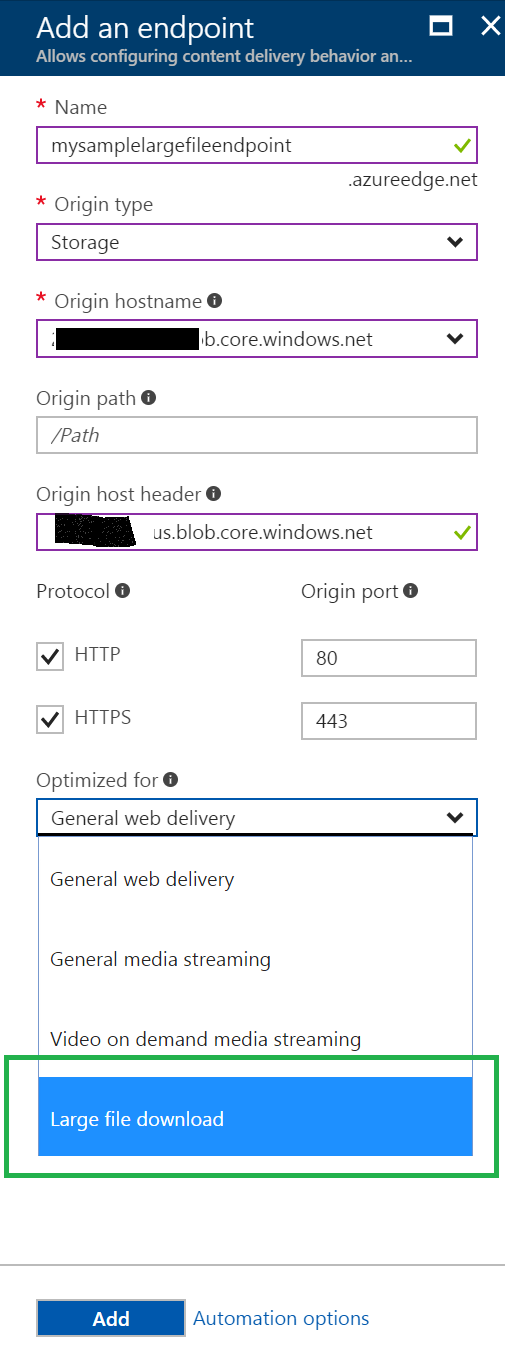 Add an endpoint
Allows configuring content delivery behavior an...
* Name
mysamplelargefileendpoint
.azureedge.net
* Origin type
Storage
* Origin hostname
b.core.windows.net
Origin path
/Path
Origin host header
us.blob.core.windows.net
Protocol Origin port
HTTP 80
HTTPS 443
Optimized for
General web delivery
General web delivery
General media streaming
Video on demand media streaming
Large file download
Add Automation options